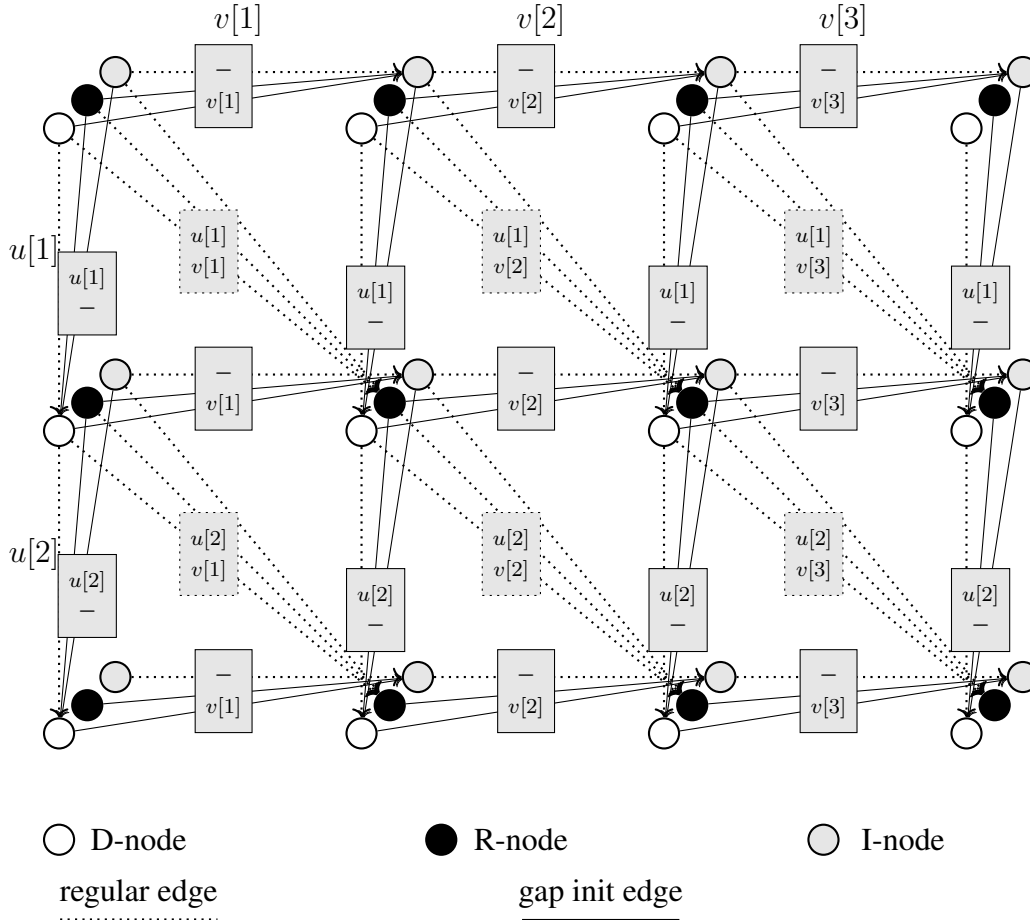 v[1] v[2] v[3]
− − −
v[1] v[2] v[3]
u[1] u[1] u[1]
v[1] v[2] v[3]
u[1]
u[1] u[1] u[1] u[1]
− − − −
− − −
v[1] v[2] v[3]
u[2] u[2] u[2]
v[1] v[2] v[3]
u[2]
u[2] u[2] u[2] u[2]
− − − −
− − −
v[1] v[2] v[3]
D-node R-node I-node
regular edge gap init edge